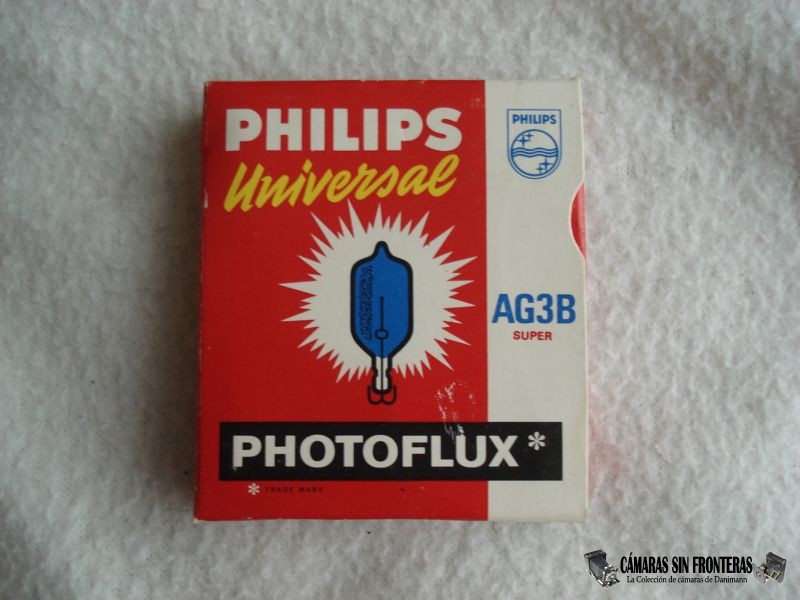 PHILIPS
Universal
PHILIPS
AG3B
SUPER
PHOTOFLUX*
* TRADE MARK
CÁMARAS SIN FRONTERAS
La Colección de cámaras de Danimann